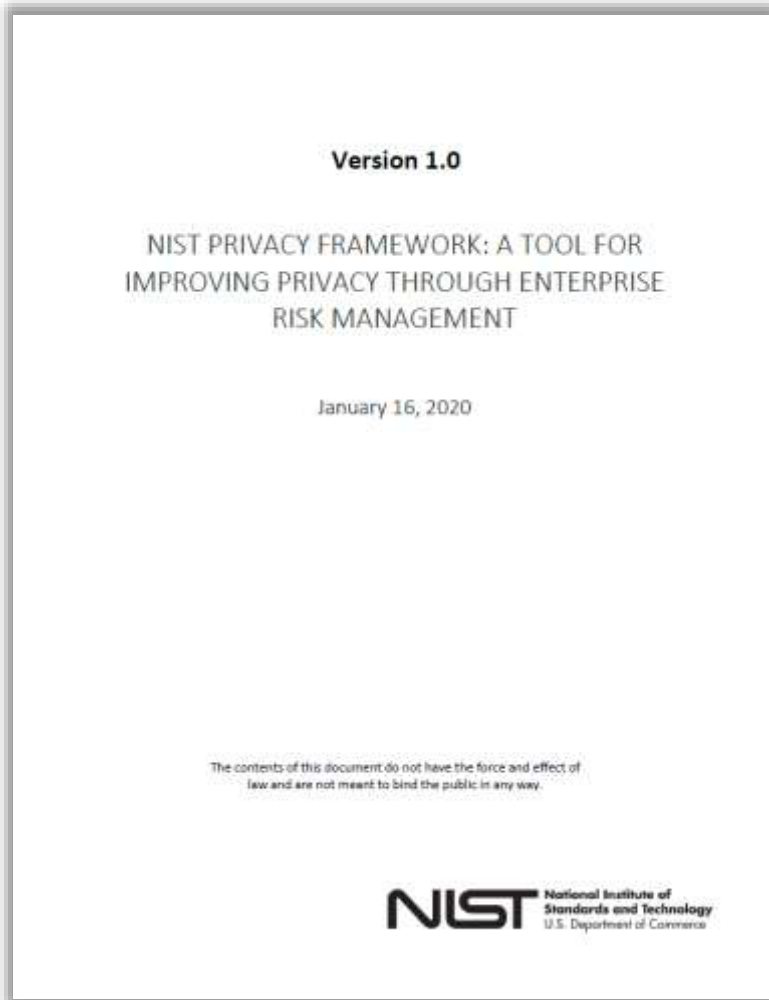 Version 1.0
NIST PRIVACY FRAMEWORK: A TOOL FOR
IMPROVING PRIVACY THROUGH ENTERPRISE
RISK MANAGEMENT
January 16, 2020
The contents of this document do not have the force and effect of
law and are not meant to bind the public in any way.
NIST
National Institute of
Standards and Technology
U.S. Department of Commerce